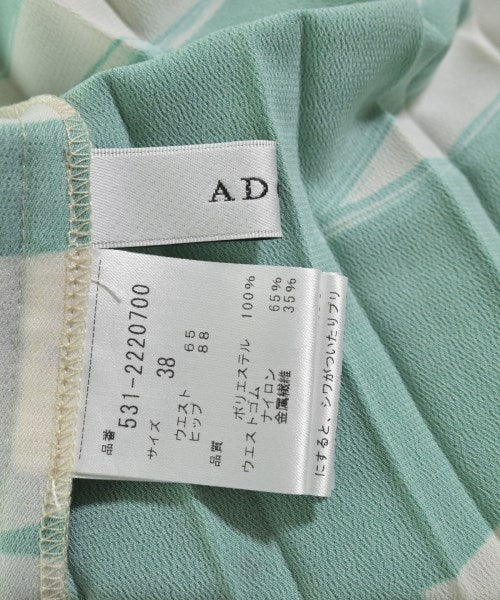 AD
品番
531-2220700
サイズ
38
ウエスト 65
ヒップ 88
品質
ポリエステル 100%
ウエストゴム
ナイロン 65%
金属繊維 35%
にすると、シワがついたりプリ